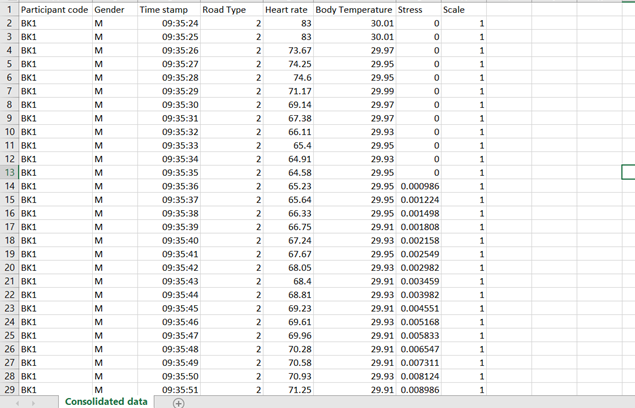 1 Participant code Gender Time stamp Road Type Heart rate Body Temperature Stress Scale
2 BK1 M 09:35:24 2 83 30.01 0 1
3 BK1 M 09:35:25 2 83 30.01 0 1
4 BK1 M 09:35:26 2 73.67 29.97 0 1
5 BK1 M 09:35:27 2 74.25 29.95 0 1
6 BK1 M 09:35:28 2 74.6 29.95 0 1
7 BK1 M 09:35:29 2 71.17 29.99 0 1
8 BK1 M 09:35:30 2 69.14 29.97 0 1
9 BK1 M 09:35:31 2 67.38 29.97 0 1
10 BK1 M 09:35:32 2 66.11 29.93 0 1
11 BK1 M 09:35:33 2 65.4 29.95 0 1
12 BK1 M 09:35:34 2 64.91 29.93 0 1
13 BK1 M 09:35:35 2 64.58 29.95 0 1
14 BK1 M 09:35:36 2 65.23 29.95 0.000986 1
15 BK1 M 09:35:37 2 65.64 29.95 0.001224 1
16 BK1 M 09:35:38 2 66.33 29.95 0.001498 1
17 BK1 M 09:35:39 2 66.75 29.91 0.001808 1
18 BK1 M 09:35:40 2 67.24 29.93 0.002158 1
19 BK1 M 09:35:41 2 67.67 29.95 0.002549 1
20 BK1 M 09:35:42 2 68.05 29.93 0.002982 1
21 BK1 M 09:35:43 2 68.4 29.91 0.003459 1
22 BK1 M 09:35:44 2 68.81 29.93 0.003982 1
23 BK1 M 09:35:45 2 69.23 29.91 0.004551 1
24 BK1 M 09:35:46 2 69.61 29.93 0.005168 1
25 BK1 M 09:35:47 2 69.96 29.91 0.005833 1
26 BK1 M 09:35:48 2 70.28 29.91 0.006547 1
27 BK1 M 09:35:49 2 70.58 29.91 0.007311 1
28 BK1 M 09:35:50 2 70.93 29.93 0.008124 1
29 BK1 M 09:35:51 2 71.25 29.91 0.008986 1
Consolidated data